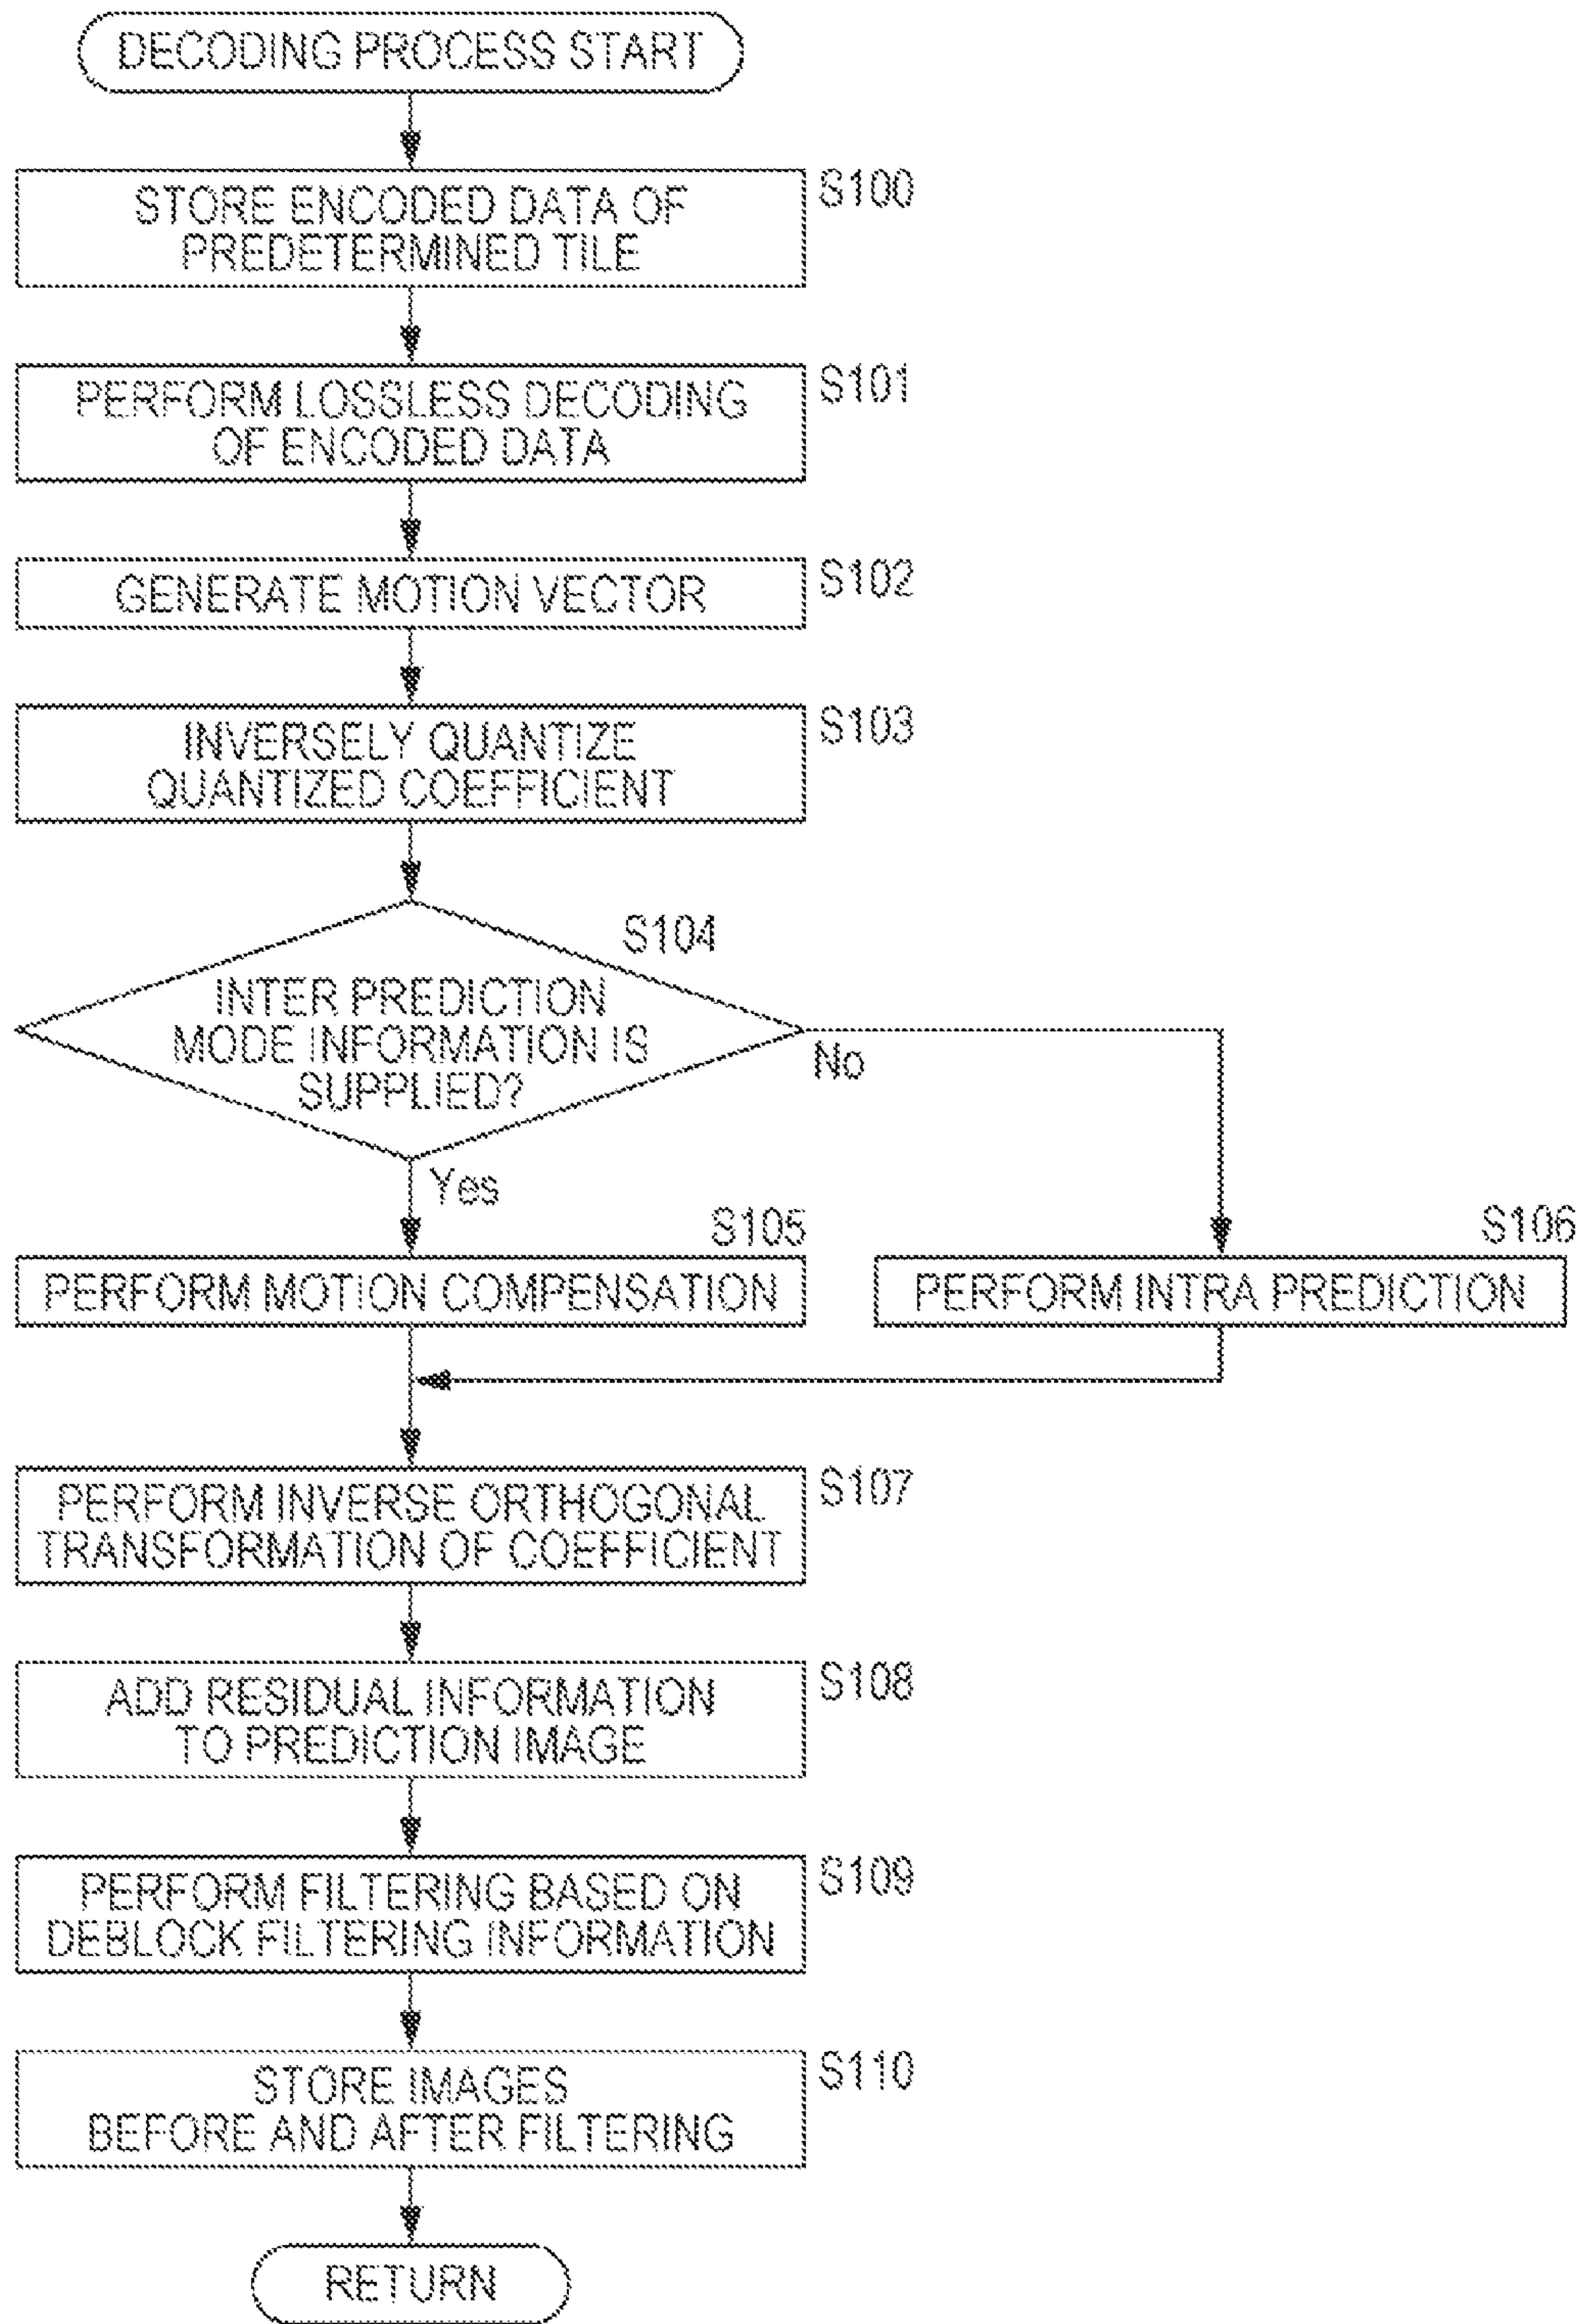 DECODING PROCESS START
STORE ENCODED DATA OF
PREDETERMINED TILE
S100
PERFORM LOSSLESS DECODING
OF ENCODED DATA
S101
GENERATE MOTION VECTOR
S102
INVERSELY QUANTIZE
QUANTIZED COEFFICIENT
S103
S104
INTER PREDICTION
MODE INFORMATION IS
SUPPLIED?
No
Yes
S105
PERFORM MOTION COMPENSATION
S106
PERFORM INTRA PREDICTION
PERFORM INVERSE ORTHOGONAL
TRANSFORMATION OF COEFFICIENT
S107
ADD RESIDUAL INFORMATION
TO PREDICTION IMAGE
S108
PERFORM FILTERING BASED ON
DEBLOCK FILTERING INFORMATION
S109
STORE IMAGES
BEFORE AND AFTER FILTERING
S110
RETURN